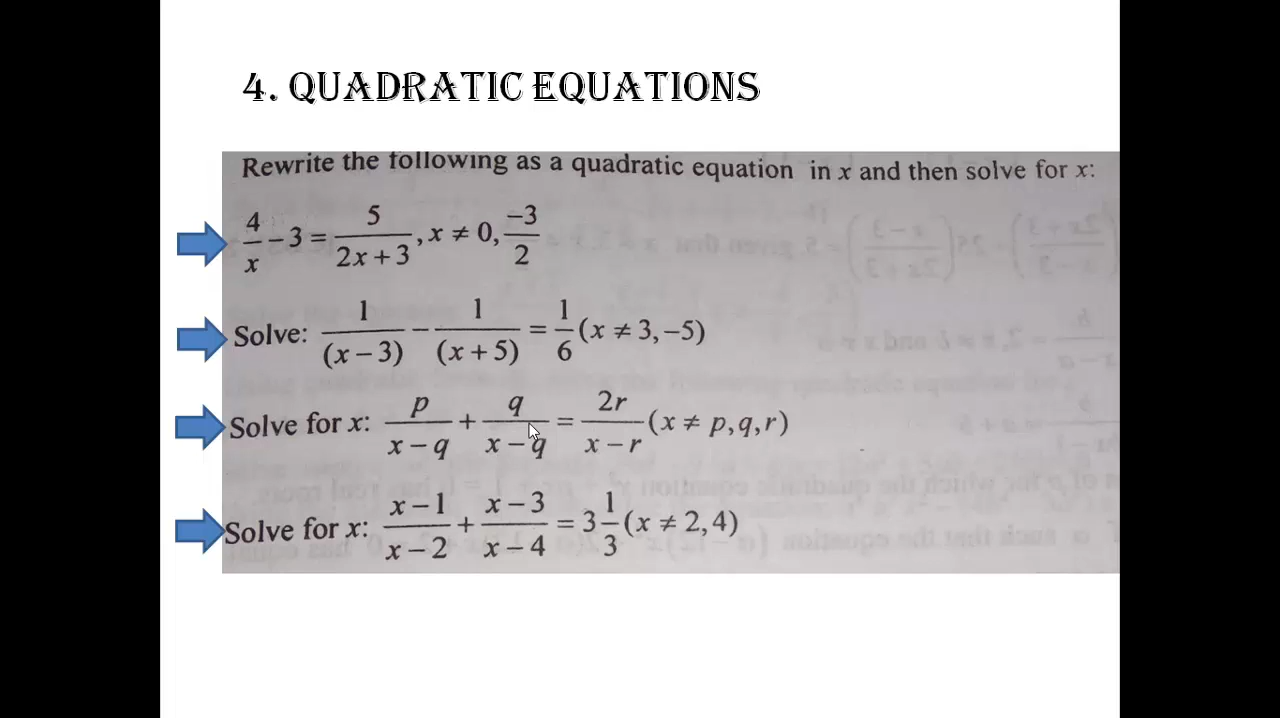 4. QUADRATIC EQUATIONS
Rewrite the following as a quadratic equation in x and then solve for x:
4/x − 3 = 5/(2x + 3), x ≠ 0, −3/2
Solve: 1/(x − 3) − 1/(x + 5) = 1/6 (x ≠ 3, −5)
Solve for x: p/(x − q) + q/(x − q) = 2r/(x − r) (x ≠ p, q, r)
Solve for x: (x − 1)/(x − 2) + (x − 3)/(x − 4) = 3 1/3 (x ≠ 2, 4)